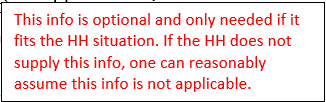 This info is optional and only needed if it
fits the HH situation. If the HH does not
supply this info, one can reasonably
assume this info is not applicable.